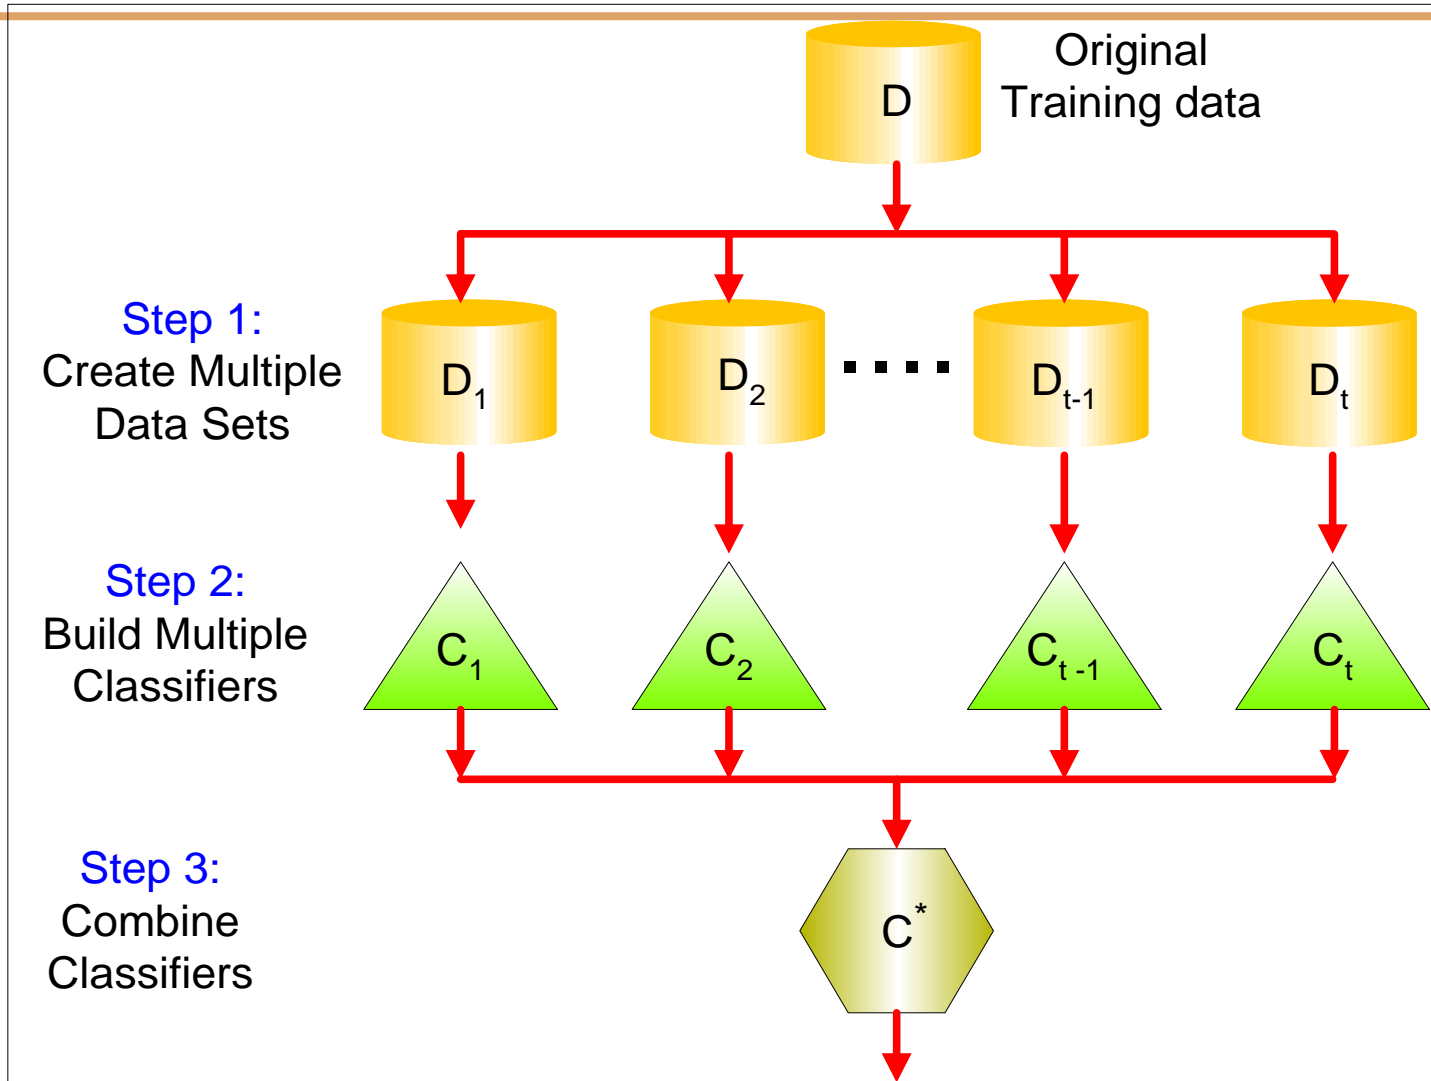 Original
Training data
D
Step 1:
Create Multiple
Data Sets
D1
D2
....
Dt-1
Dt
Step 2:
Build Multiple
Classifiers
C1
C2
Ct -1
Ct
Step 3:
Combine
Classifiers
C*